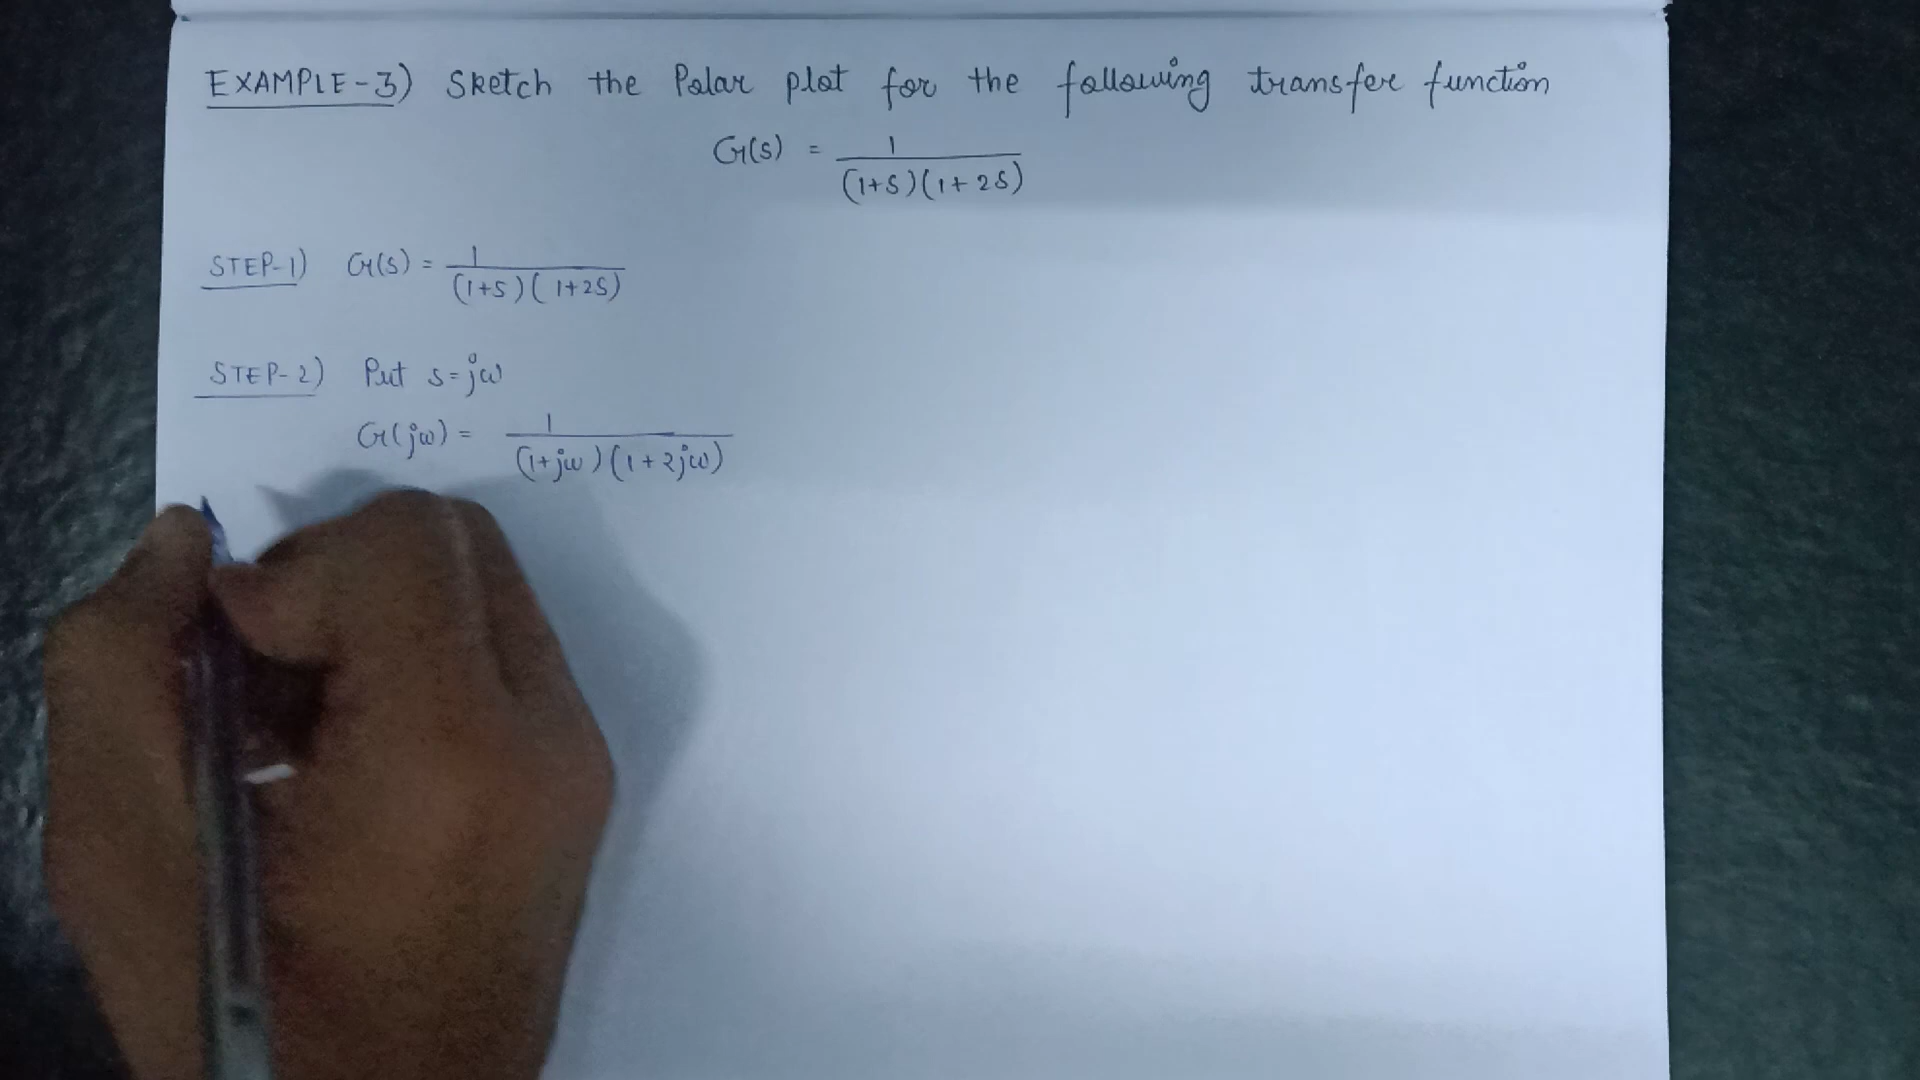 EXAMPLE-3) Sketch the Polar plot for the following transfer function
G(s) = 1 / (1+s)(1+2s)
STEP-1) G(s) = 1 / (1+s)(1+2s)
STEP-2) Put s=jω
G(jω) = 1 / (1+jω)(1+2jω)